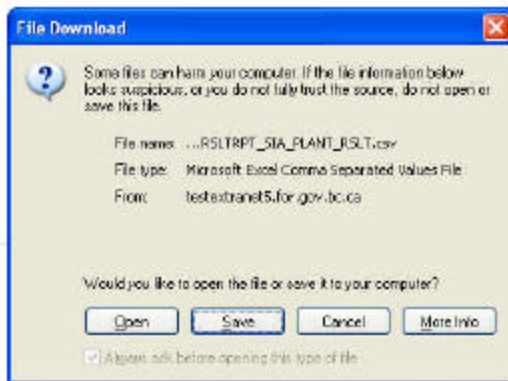 File Download
Some files can harm your computer. If the file information below
looks suspicious, or you do not fully trust the source, do not open or
save this file.
File name: ...RSLTRPT_SIA_PLANT_RSLT.csv
File type: Microsoft Excel Comma Separated Values File
From: testextranet5.for.gov.bc.ca
Would you like to open the file or save it to your computer?
Open Save Cancel More Info
Always ask before opening this type of file